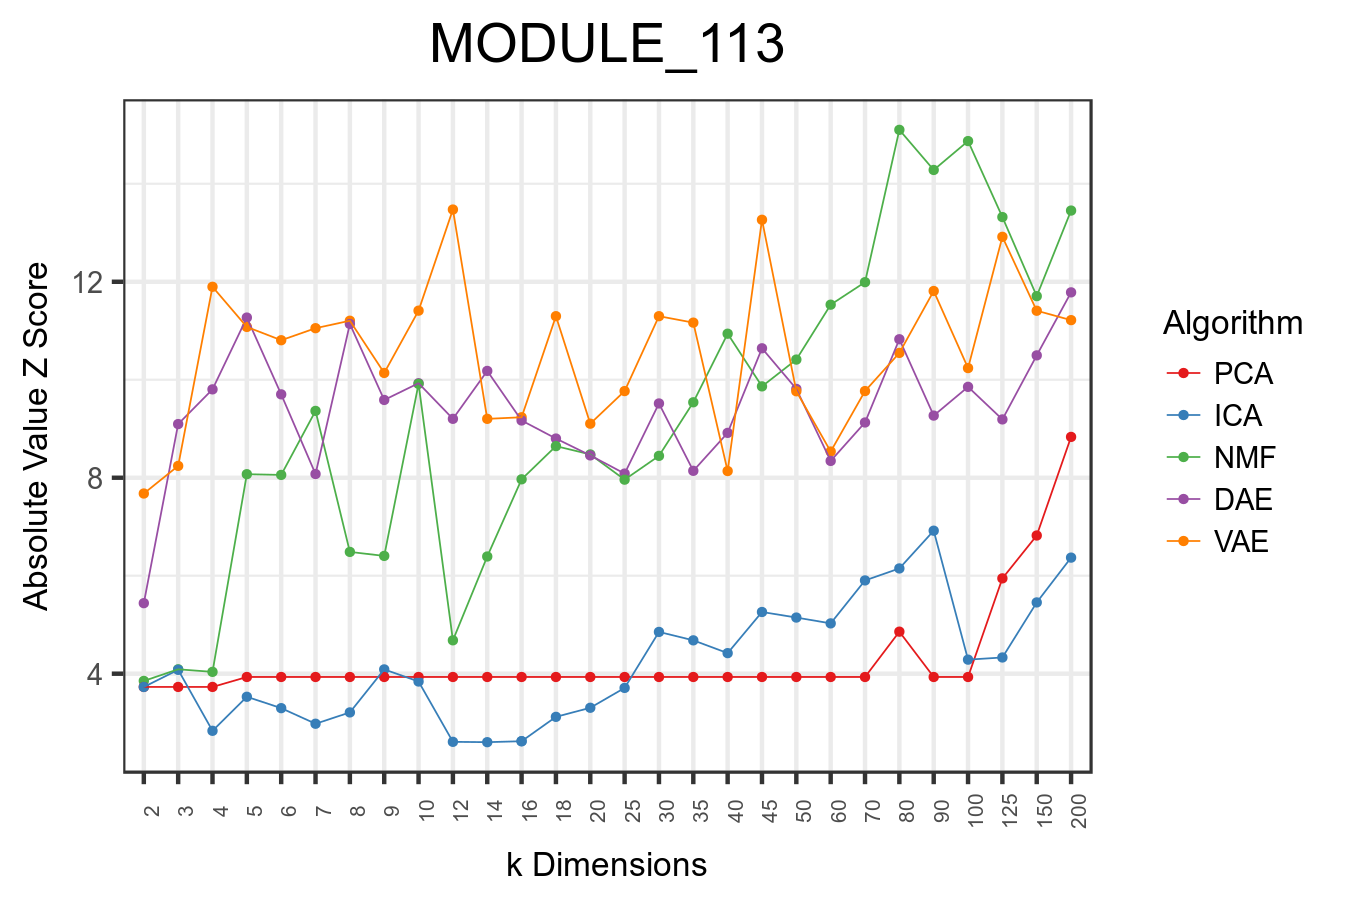 MODULE_113
Absolute Value Z Score
12
8
4
2 3 4 5 6 7 8 9 10 12 14 16 18 20 25 30 35 40 45 50 60 70 80 90 100 125 150 200
k Dimensions
Algorithm
PCA
ICA
NMF
DAE
VAE